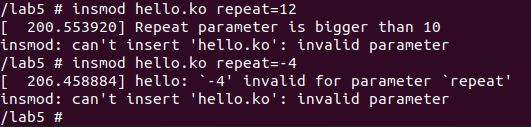 /lab5 # insmod hello.ko repeat=12
[  200.553920] Repeat parameter is bigger than 10
insmod: can't insert 'hello.ko': invalid parameter
/lab5 # insmod hello.ko repeat=-4
[  206.458884] hello: `-4' invalid for parameter `repeat'
insmod: can't insert 'hello.ko': invalid parameter
/lab5 #